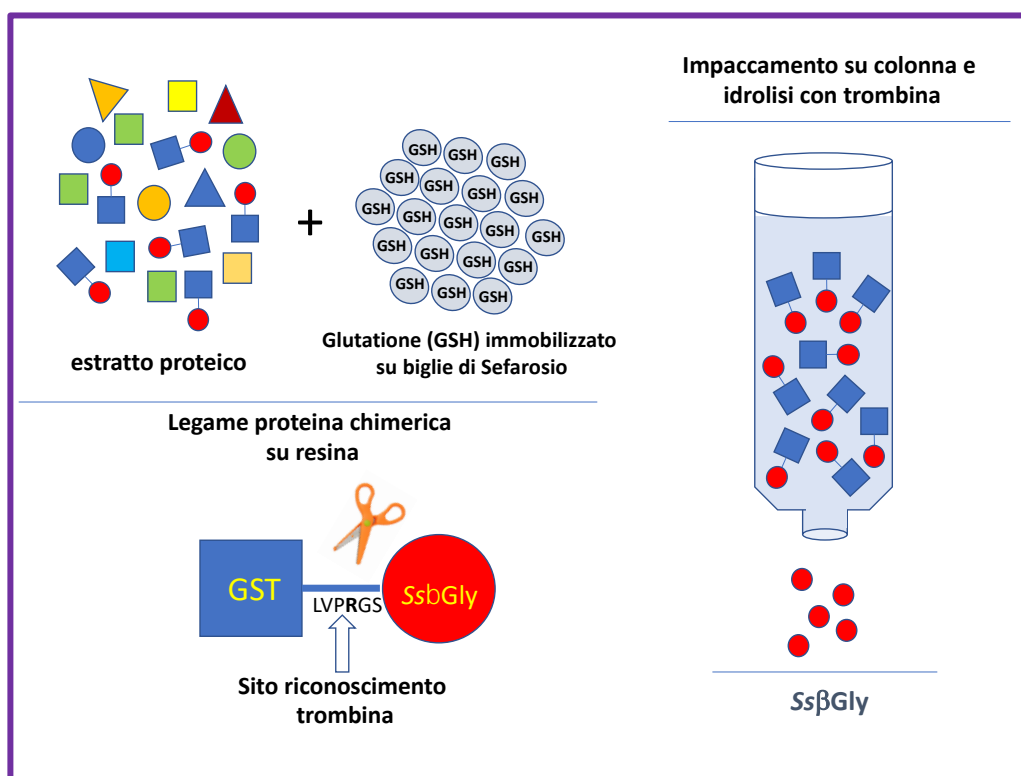 GSH GSH GSH
GSH GSH GSH GSH
GSH GSH GSH GSH GSH
GSH GSH GSH GSH
GSH GSH GSH
+
estratto proteico
Glutatione (GSH) immobilizzato
su biglie di Sefarosio
Legame proteina chimerica
su resina
GST
LVPRGS
SsbGly
Sito riconoscimento
trombina
Impaccamento su colonna e
idrolisi con trombina
SsβGly